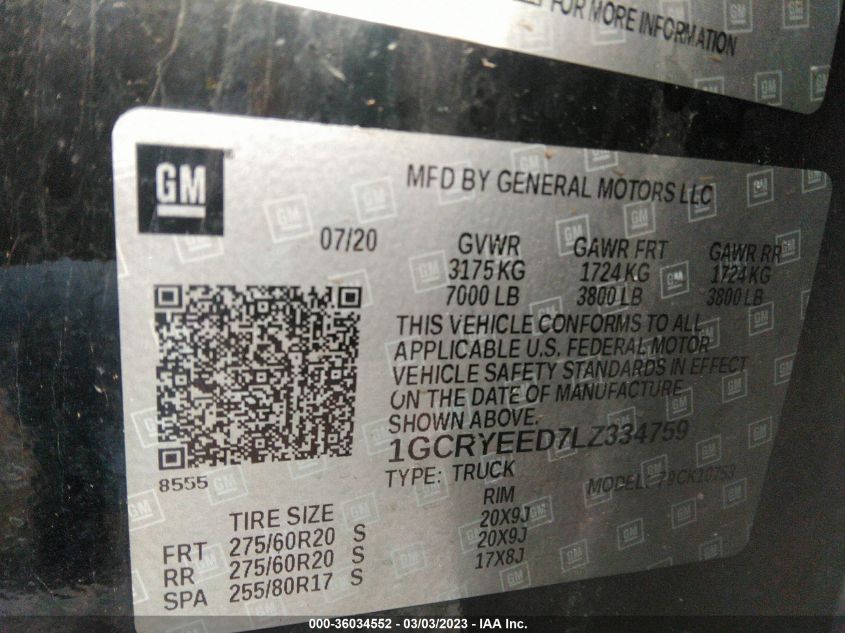 FOR MORE INFORMATION
GM
MFD BY GENERAL MOTORS LLC
07/20 GVWR GAWR FRT GAWR RR
3175 KG 1724 KG 1724 KG
7000 LB 3800 LB 3800 LB
THIS VEHICLE CONFORMS TO ALL
APPLICABLE U.S. FEDERAL MOTOR
VEHICLE SAFETY STANDARDS IN EFFECT
ON THE DATE OF MANUFACTURE
SHOWN ABOVE.
1GCRYEED7LZ334759
8555
TYPE: TRUCK MODEL:
TIRE SIZE RIM
FRT 275/60R20 S 20X9J
RR 275/60R20 S 20X9J
SPA 255/80R17 S 17X8J
000-36034552 — 03/03/2023 — IAA Inc.